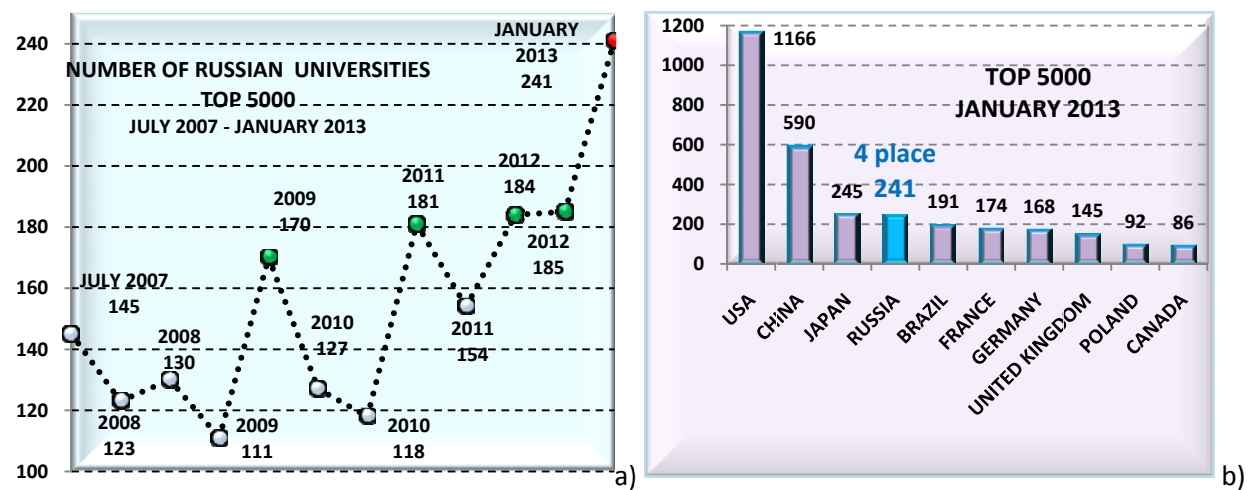 240
220
200
180
160
140
120
100
NUMBER OF RUSSIAN UNIVERSITIES
TOP 5000
JULY 2007 - JANUARY 2013
JULY 2007
145
2008
123
2008
130
2009
111
2009
170
2010
127
2010
118
2011
181
2011
154
2012
184
2012
185
JANUARY
2013
241
a)
1200
1000
800
600
400
200
0
TOP 5000
JANUARY 2013
1166
590
245
4 place
241
191
174
168
145
92
86
USA
CHINA
JAPAN
RUSSIA
BRAZIL
FRANCE
GERMANY
UNITED KINGDOM
POLAND
CANADA
b)